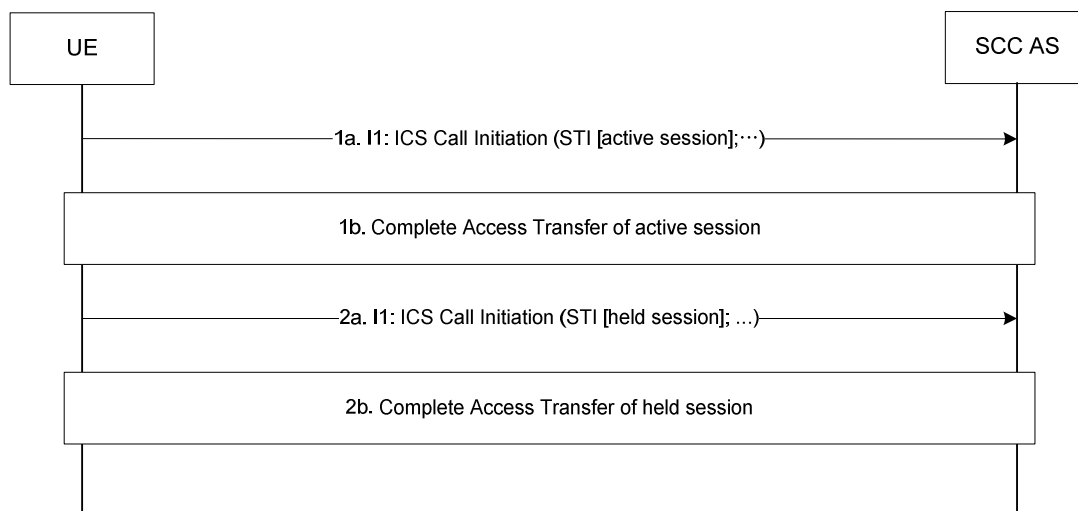 UE
SCC AS
1a. I1: ICS Call Initiation (STI [active session];⋯)
1b. Complete Access Transfer of active session
2a. I1: ICS Call Initiation (STI [held session]; ...)
2b. Complete Access Transfer of held session